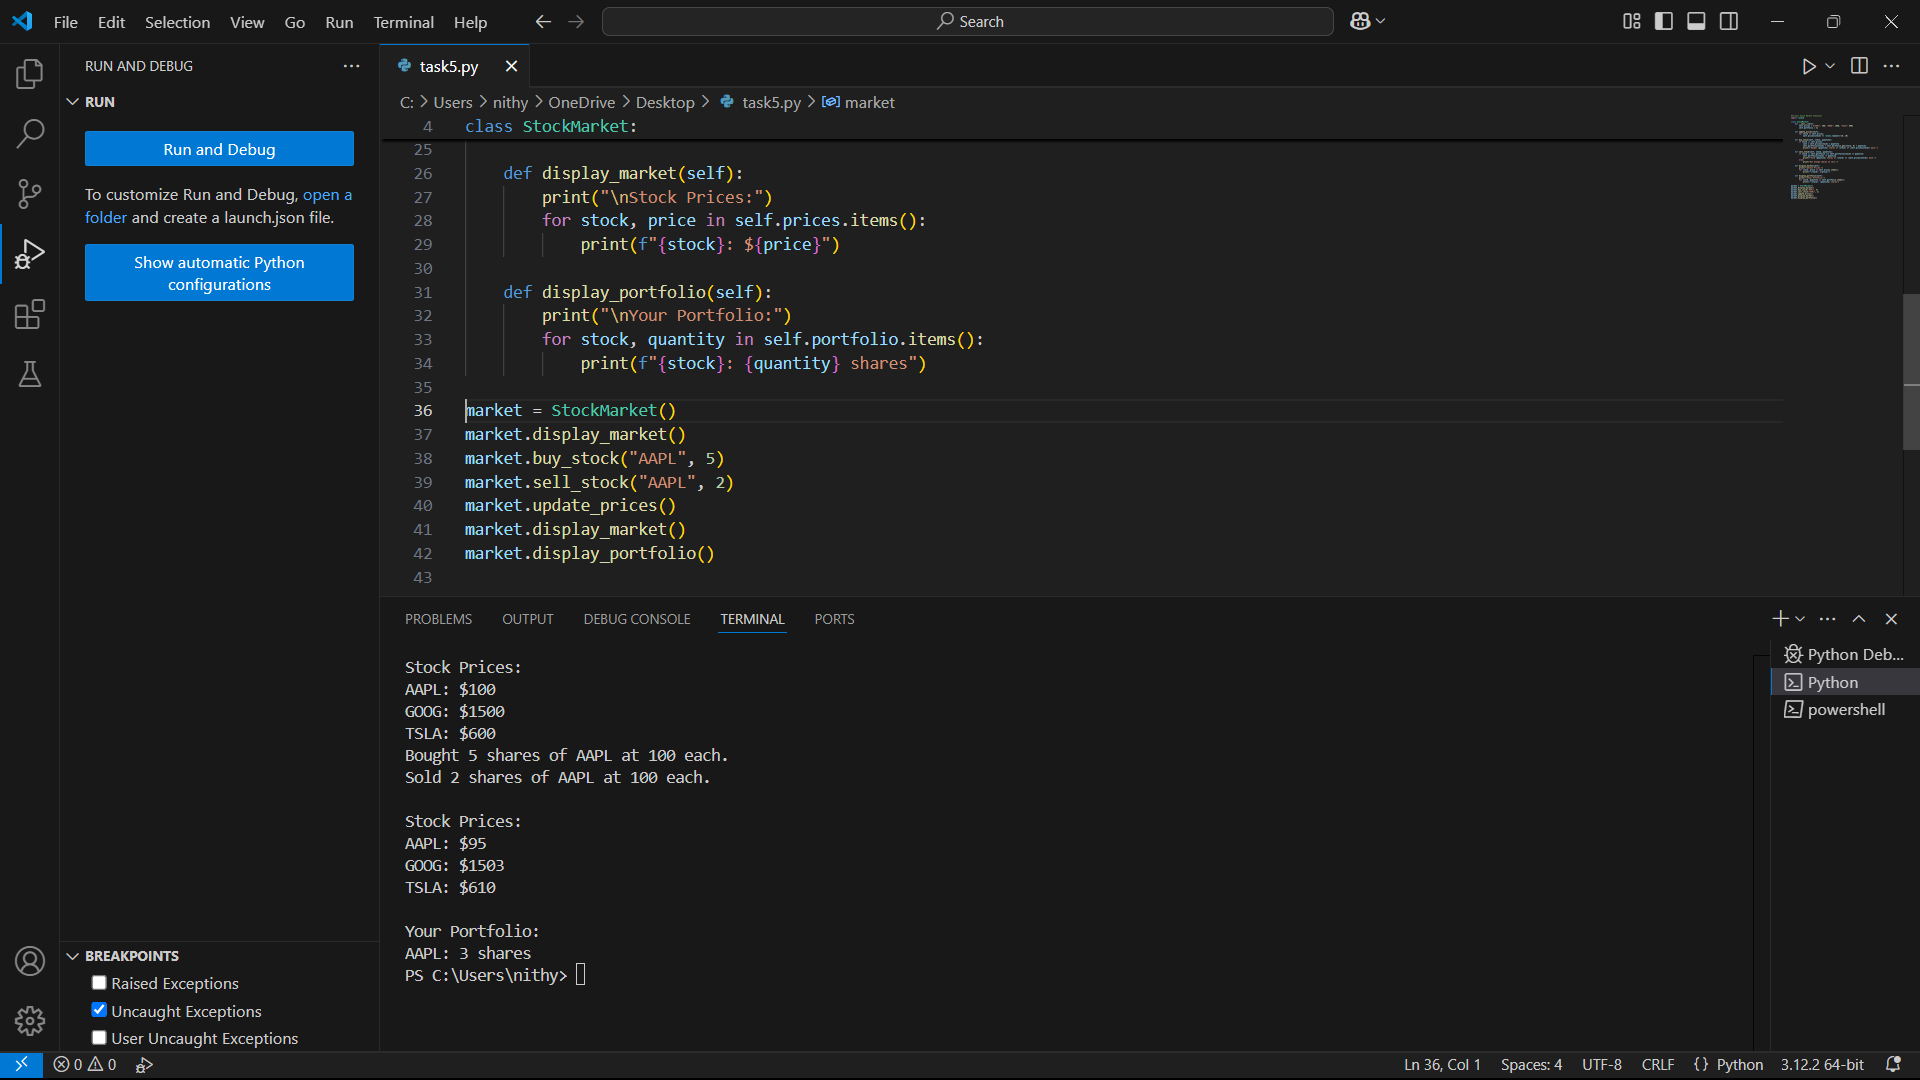 File Edit Selection View Go Run Terminal Help
Search
RUN AND DEBUG
RUN
Run and Debug
To customize Run and Debug, open a
folder and create a launch.json file.
Show automatic Python
configurations
BREAKPOINTS
Raised Exceptions
Uncaught Exceptions
User Uncaught Exceptions
task5.py
C: > Users > nithy > OneDrive > Desktop > task5.py > market
4 class StockMarket:
25
26 def display_market(self):
27 print("\nStock Prices:")
28 for stock, price in self.prices.items():
29 print(f"{stock}: ${price}")
30
31 def display_portfolio(self):
32 print("\nYour Portfolio:")
33 for stock, quantity in self.portfolio.items():
34 print(f"{stock}: {quantity} shares")
35
36 market = StockMarket()
37 market.display_market()
38 market.buy_stock("AAPL", 5)
39 market.sell_stock("AAPL", 2)
40 market.update_prices()
41 market.display_market()
42 market.display_portfolio()
43
PROBLEMS OUTPUT DEBUG CONSOLE TERMINAL PORTS
Stock Prices:
AAPL: $100
GOOG: $1500
TSLA: $600
Bought 5 shares of AAPL at 100 each.
Sold 2 shares of AAPL at 100 each.
Stock Prices:
AAPL: $95
GOOG: $1503
TSLA: $610
Your Portfolio:
AAPL: 3 shares
PS C:\Users\nithy>
Python Deb...
Python
powershell
0 0
Ln 36, Col 1 Spaces: 4 UTF-8 CRLF {} Python 3.12.2 64-bit